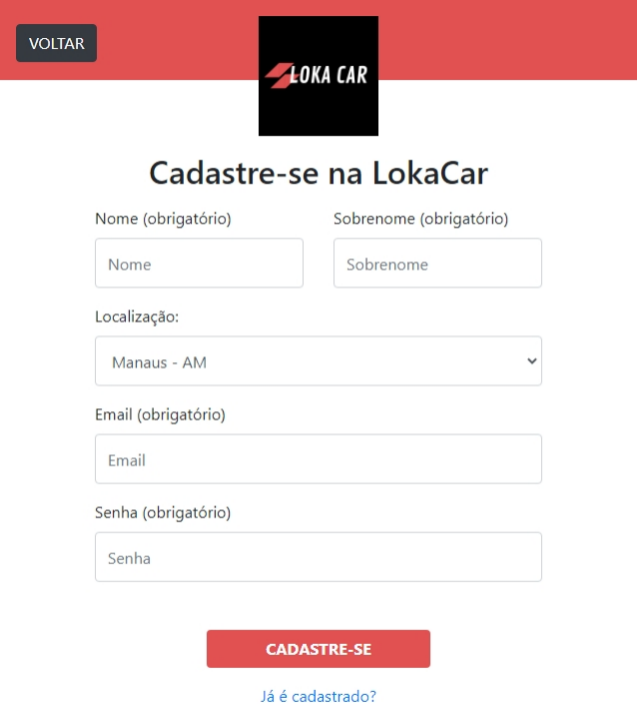 VOLTAR
LOKA CAR
Cadastre-se na LokaCar
Nome (obrigatório) Sobrenome (obrigatório)
Nome Sobrenome
Localização:
Manaus - AM
Email (obrigatório)
Email
Senha (obrigatório)
Senha
CADASTRE-SE
Já é cadastrado?